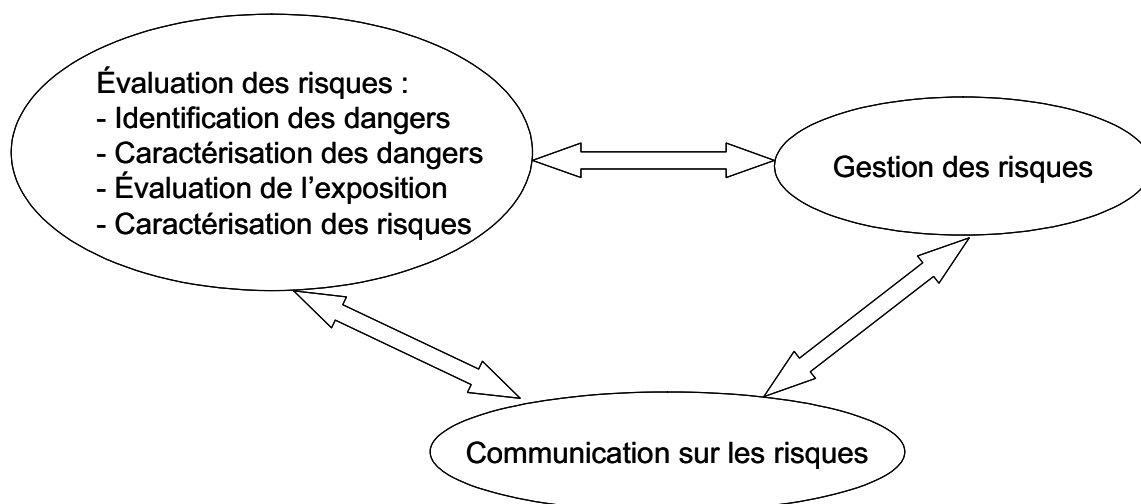 Évaluation des risques :
- Identification des dangers
- Caractérisation des dangers
- Évaluation de l’exposition
- Caractérisation des risques
Gestion des risques
Communication sur les risques